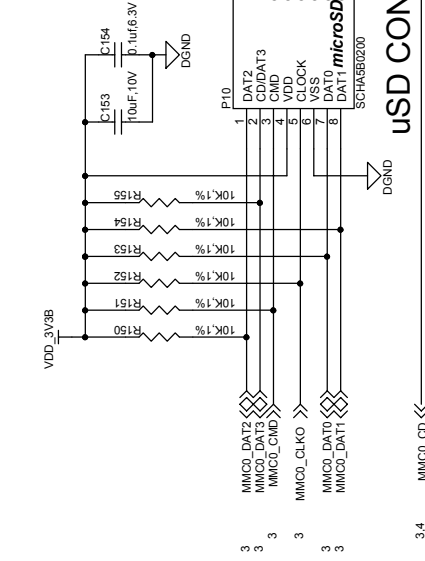 C154
0.1uf,6.3V
DGND
C153
10uF,10V
P10
1 DAT2
2 CD/DAT3
3 CMD
4 VDD
5 CLOCK
6 VSS
7 DAT0
8 DAT1
microSD
SCHA5B0200
uSD CON
DGND
R155 10K,1%
R154 10K,1%
R153 10K,1%
R152 10K,1%
R151 10K,1%
R150 10K,1%
VDD_3V3B
3 MMC0_DAT2
3 MMC0_DAT3
3 MMC0_CMD
3 MMC0_CLKO
3 MMC0_DAT0
3 MMC0_DAT1
3,4 MMC0_CD